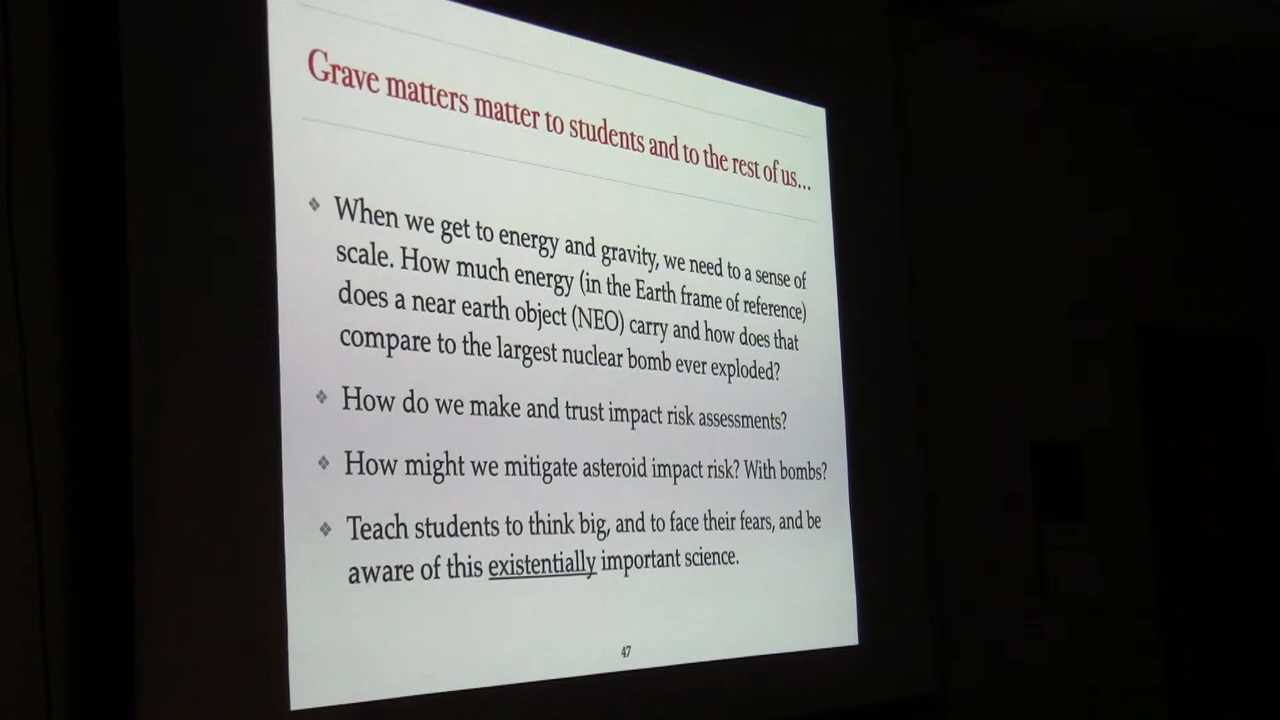 Grave matters matter to students and to the rest of us...
❖ When we get to energy and gravity, we need to a sense of
scale. How much energy (in the Earth frame of reference)
does a near earth object (NEO) carry and how does that
compare to the largest nuclear bomb ever exploded?
❖ How do we make and trust impact risk assessments?
❖ How might we mitigate asteroid impact risk? With bombs?
❖ Teach students to think big, and to face their fears, and be
aware of this existentially important science.
47